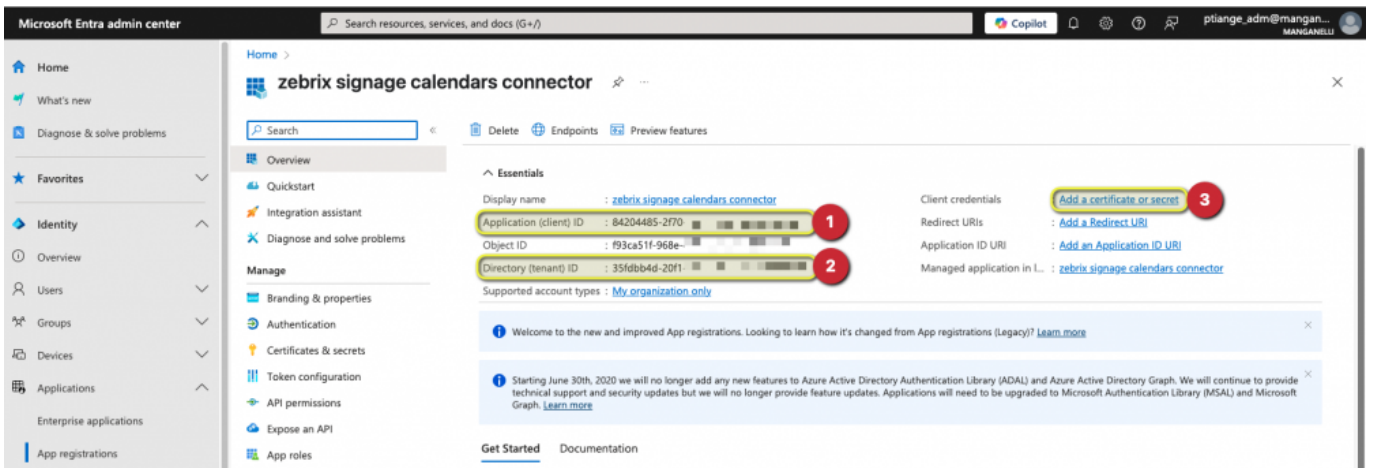 Microsoft Entra admin center
Search resources, services, and docs (G+/)
Copilot
ptiange_adm@mangan...
MANGANELLI
Home
What's new
Diagnose & solve problems
Favorites
Identity
Overview
Users
Groups
Devices
Applications
Enterprise applications
App registrations
Home >
zebrix signage calendars connector
Search
Overview
Quickstart
Integration assistant
Diagnose and solve problems
Manage
Branding & properties
Authentication
Certificates & secrets
Token configuration
API permissions
Expose an API
App roles
Delete
Endpoints
Preview features
Essentials
Display name : zebrix signage calendars connector
Application (client) ID : 84204485-2f70- 1
Object ID : f93ca51f-968e-
Directory (tenant) ID : 35fdbb4d-20f1- 2
Supported account types : My organization only
Client credentials : Add a certificate or secret 3
Redirect URIs : Add a Redirect URI
Application ID URI : Add an Application ID URI
Managed application in l... : zebrix signage calendars connector
Welcome to the new and improved App registrations. Looking to learn how it's changed from App registrations (Legacy)? Learn more
Starting June 30th, 2020 we will no longer add any new features to Azure Active Directory Authentication Library (ADAL) and Azure Active Directory Graph. We will continue to provide
technical support and security updates but we will no longer provide feature updates. Applications will need to be upgraded to Microsoft Authentication Library (MSAL) and Microsoft
Graph. Learn more
Get Started
Documentation